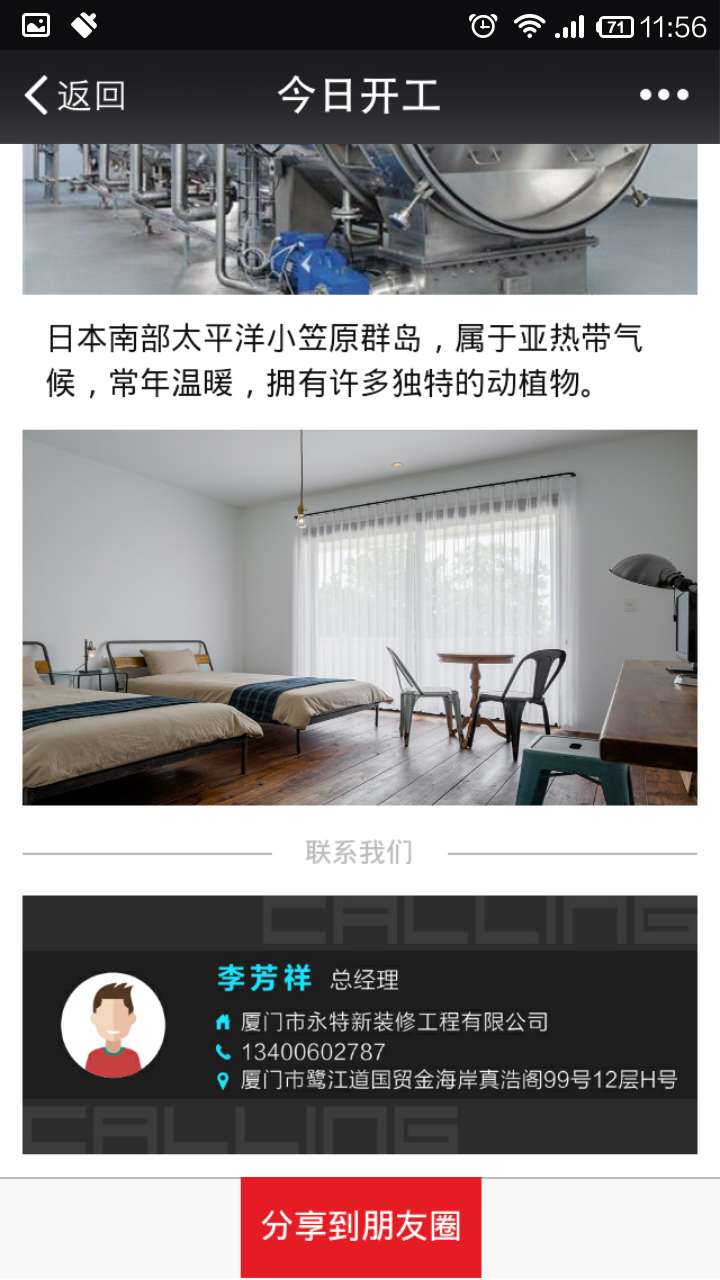 71 11:56
返回 今日开工
日本南部太平洋小笠原群岛，属于亚热带气
候，常年温暖，拥有许多独特的动植物。
联系我们
CALLING
李芳祥 总经理
厦门市永特新装修工程有限公司
13400602787
厦门市鹭江道国贸金海岸真浩阁99号12层H号
CALLING
分享到朋友圈